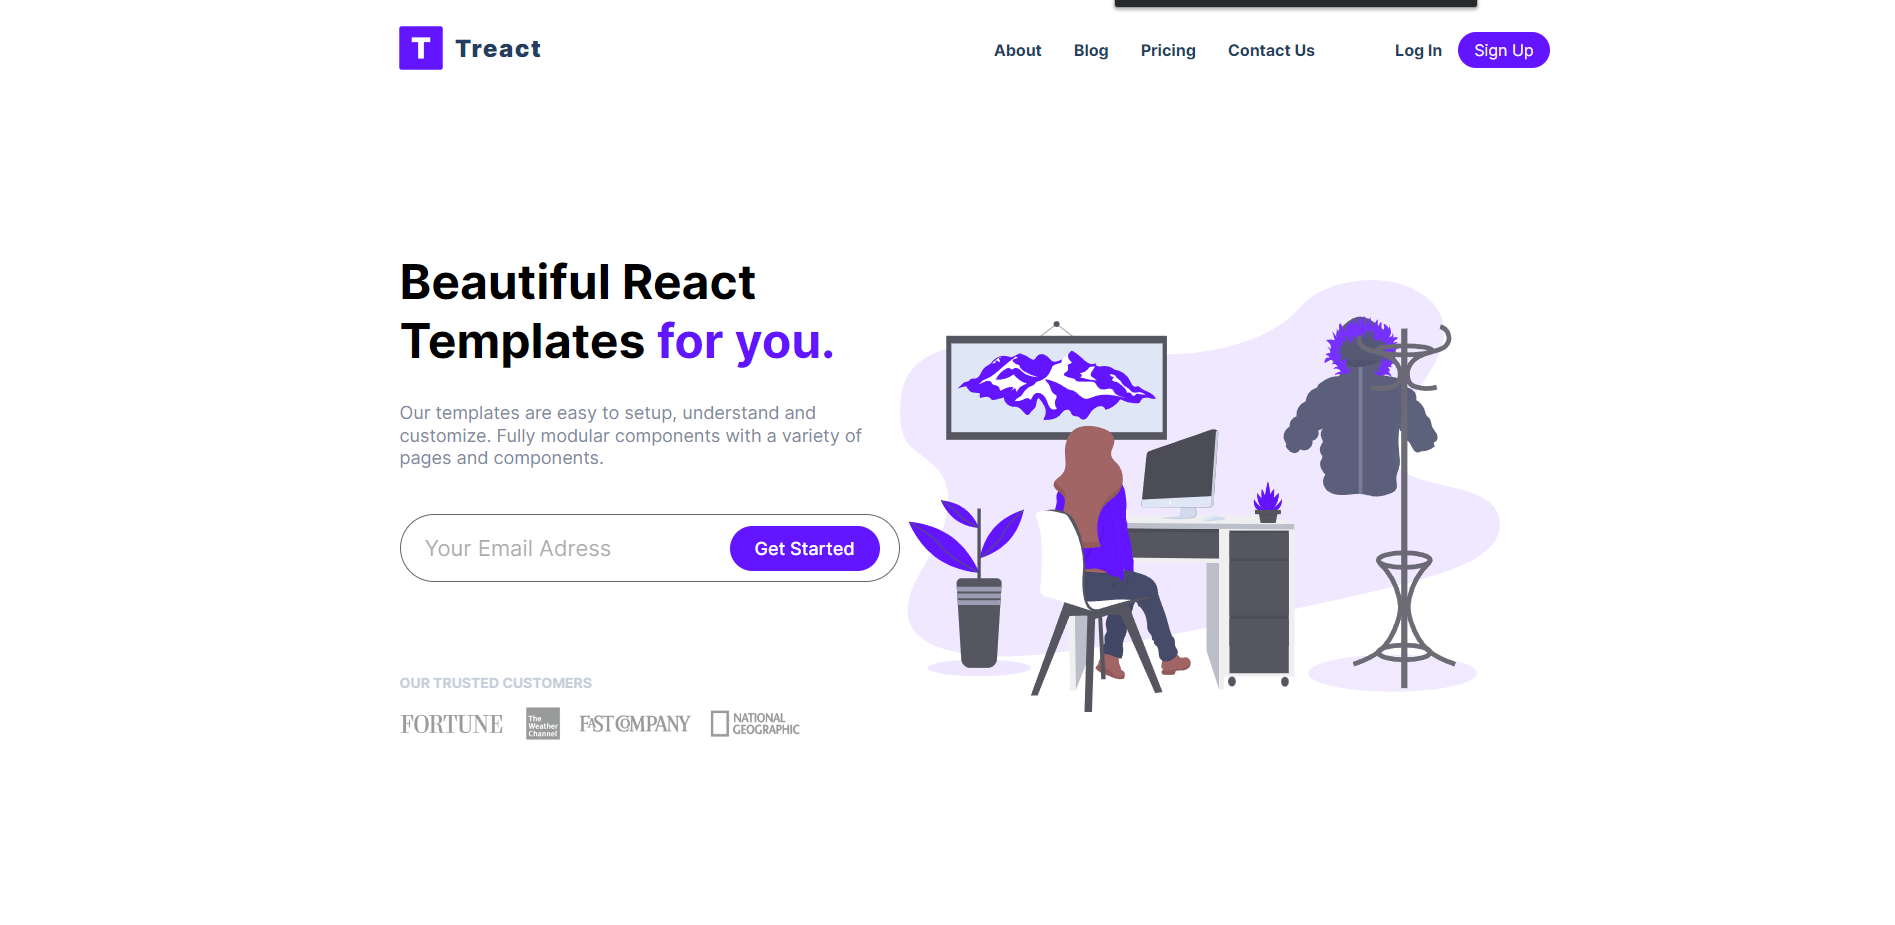 T Treact
About Blog Pricing Contact Us Log In Sign Up
Beautiful React
Templates for you.
Our templates are easy to setup, understand and
customize. Fully modular components with a variety of
pages and components.
Your Email Adress
Get Started
OUR TRUSTED CUSTOMERS
FORTUNE
The
Weather
Channel
FAST COMPANY
NATIONAL
GEOGRAPHIC